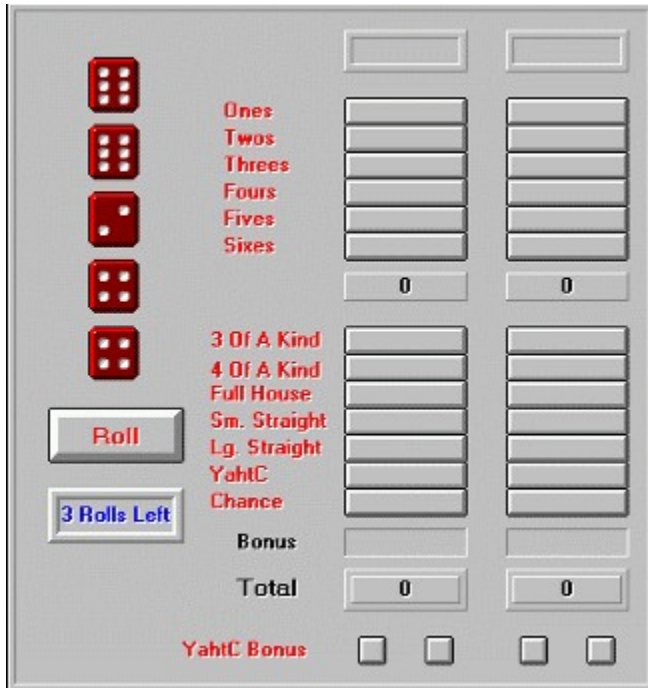 Ones
Twos
Threes
Fours
Fives
Sixes
0 0
3 Of A Kind
4 Of A Kind
Full House
Sm. Straight
Lg. Straight
YahtC
Chance
Roll
3 Rolls Left
Bonus
Total 0 0
YahtC Bonus